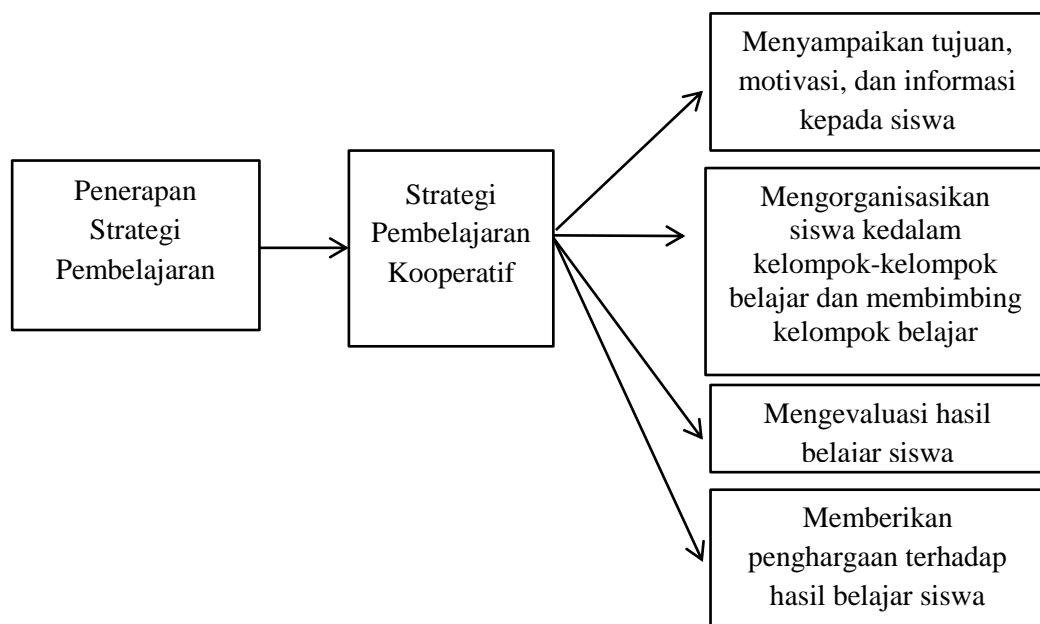 Penerapan
Strategi
Pembelajaran
Strategi
Pembelajaran
Kooperatif
Menyampaikan tujuan,
motivasi, dan informasi
kepada siswa
Mengorganisasikan
siswa kedalam
kelompok-kelompok
belajar dan membimbing
kelompok belajar
Mengevaluasi hasil
belajar siswa
Memberikan
penghargaan terhadap
hasil belajar siswa